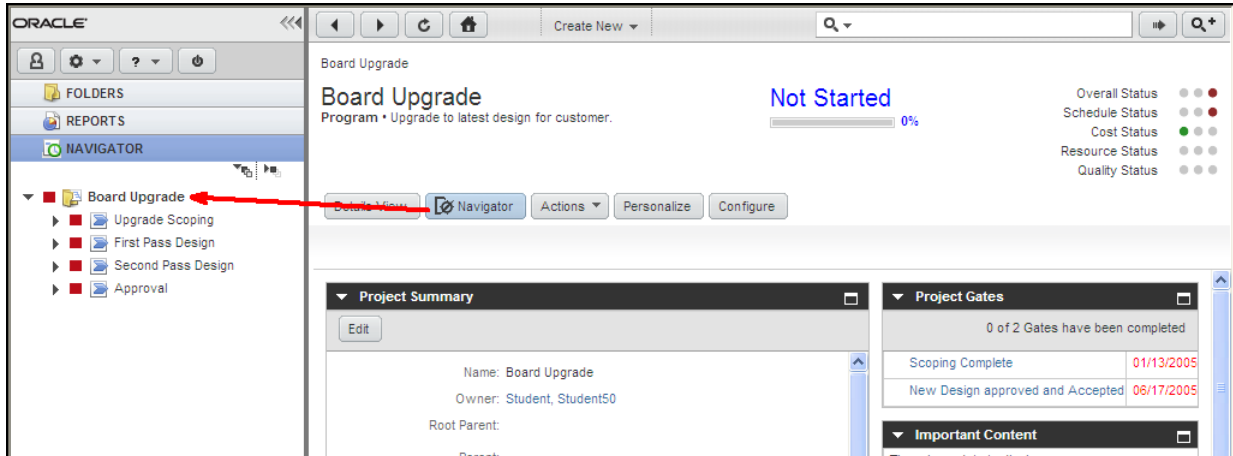 ORACLE
Create New
?
FOLDERS
REPORTS
NAVIGATOR
Board Upgrade
Upgrade Scoping
First Pass Design
Second Pass Design
Approval
Board Upgrade
Board Upgrade
Program • Upgrade to latest design for customer.
Not Started
0%
Overall Status
Schedule Status
Cost Status
Resource Status
Quality Status
Details View
Navigator
Actions
Personalize
Configure
Project Summary
Edit
Name: Board Upgrade
Owner: Student, Student50
Root Parent:
Parent:
Project Gates
0 of 2 Gates have been completed
Scoping Complete 01/13/2005
New Design approved and Accepted 06/17/2005
Important Content